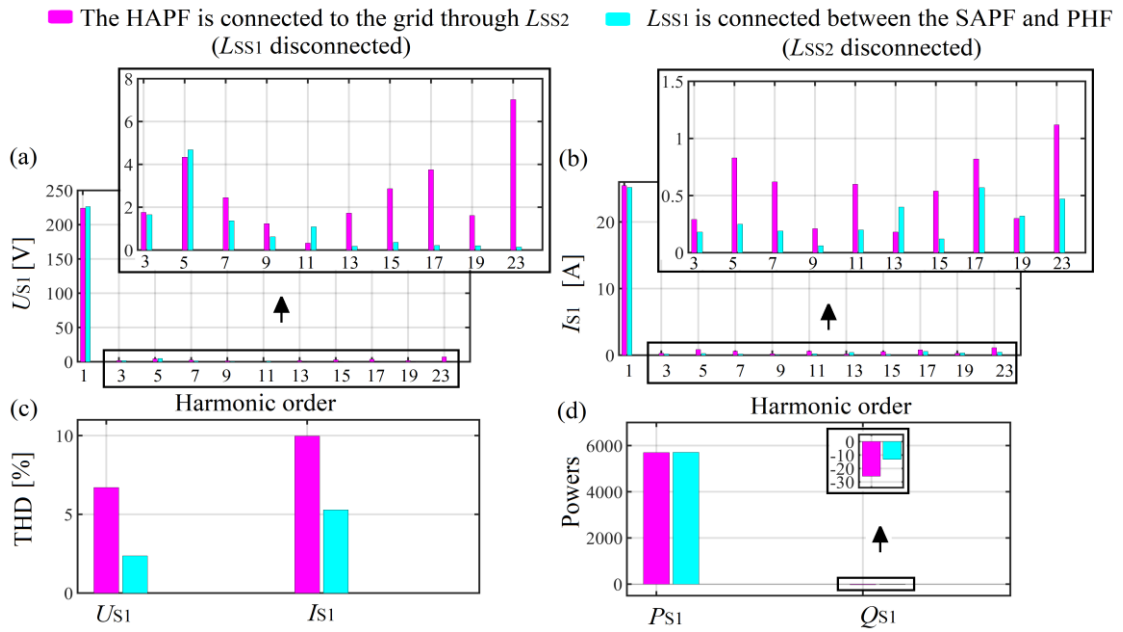 The HAPF is connected to the grid through LSS2
(LSS1 disconnected)
LSS1 is connected between the SAPF and PHF
(LSS2 disconnected)
(a)
8
6
4
2
0
3 5 7 9 11 13 15 17 19 23
US1 [V]
250
200
150
100
50
0
1 3 5 7 9 11 13 15 17 19 23
Harmonic order
(b)
1.5
1
0.5
0
3 5 7 9 11 13 15 17 19 23
IS1 [A]
20
10
0
1 3 5 7 9 11 13 15 17 19 23
Harmonic order
(c)
THD [%]
10
5
0
US1 IS1
(d)
Powers
6000
4000
2000
0
0
-10
-20
-30
PS1 QS1